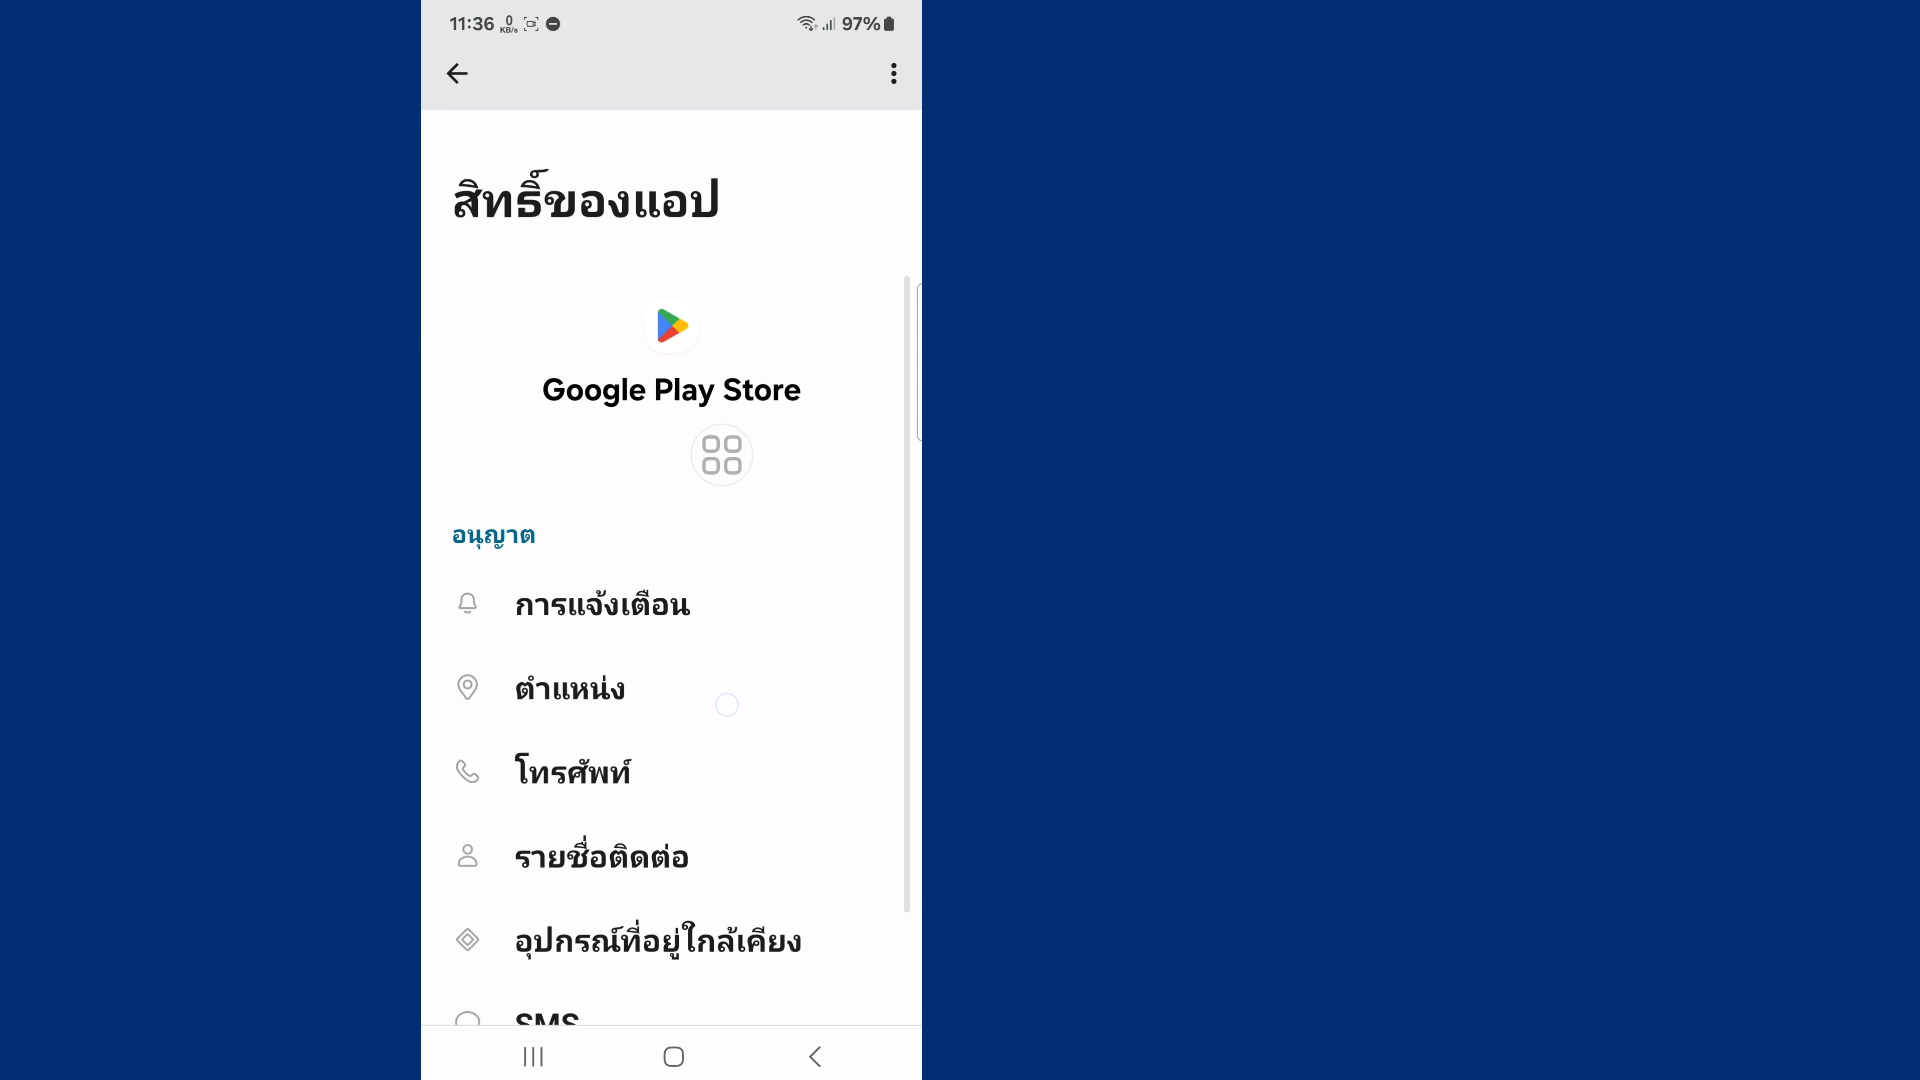 11:36 0 KB/s 97%
สิทธิ์ของแอป
Google Play Store
อนุญาต
การแจ้งเตือน
ตำแหน่ง
โทรศัพท์
รายชื่อติดต่อ
อุปกรณ์ที่อยู่ใกล้เคียง
SMS